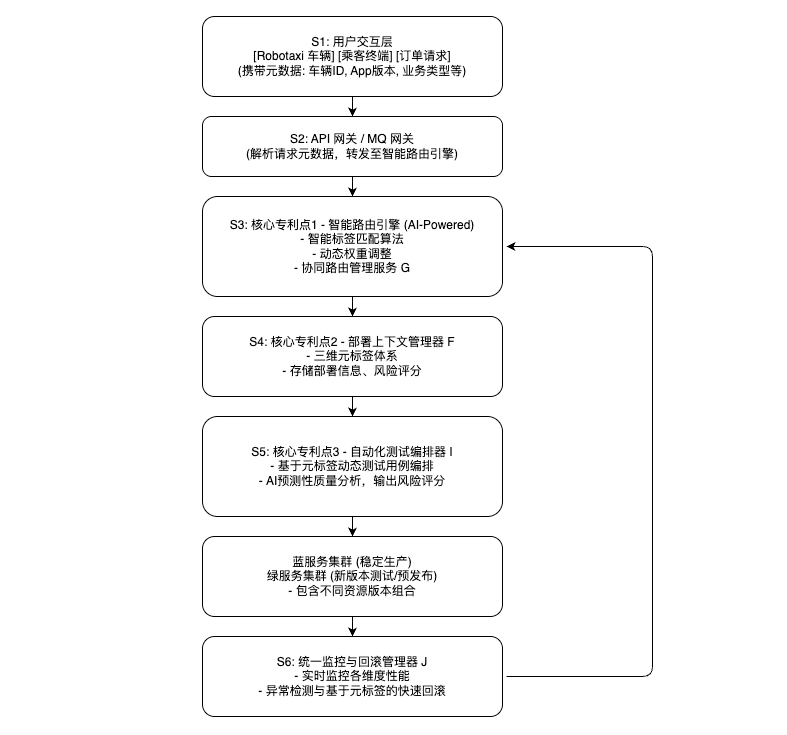 S1: 用户交互层
[Robotaxi 车辆] [乘客终端] [订单请求]
(携带元数据: 车辆ID, App版本, 业务类型等)
S2: API 网关 / MQ 网关
(解析请求元数据，转发至智能路由引擎)
S3: 核心专利点1 - 智能路由引擎 (AI-Powered)
- 智能标签匹配算法
- 动态权重调整
- 协同路由管理服务 G
S4: 核心专利点2 - 部署上下文管理器 F
- 三维元标签体系
- 存储部署信息、风险评分
S5: 核心专利点3 - 自动化测试编排器 I
- 基于元标签动态测试用例编排
- AI预测性质量分析，输出风险评分
蓝服务集群 (稳定生产)
绿服务集群 (新版本测试/预发布)
- 包含不同资源版本组合
S6: 统一监控与回滚管理器 J
- 实时监控各维度性能
- 异常检测与基于元标签的快速回滚